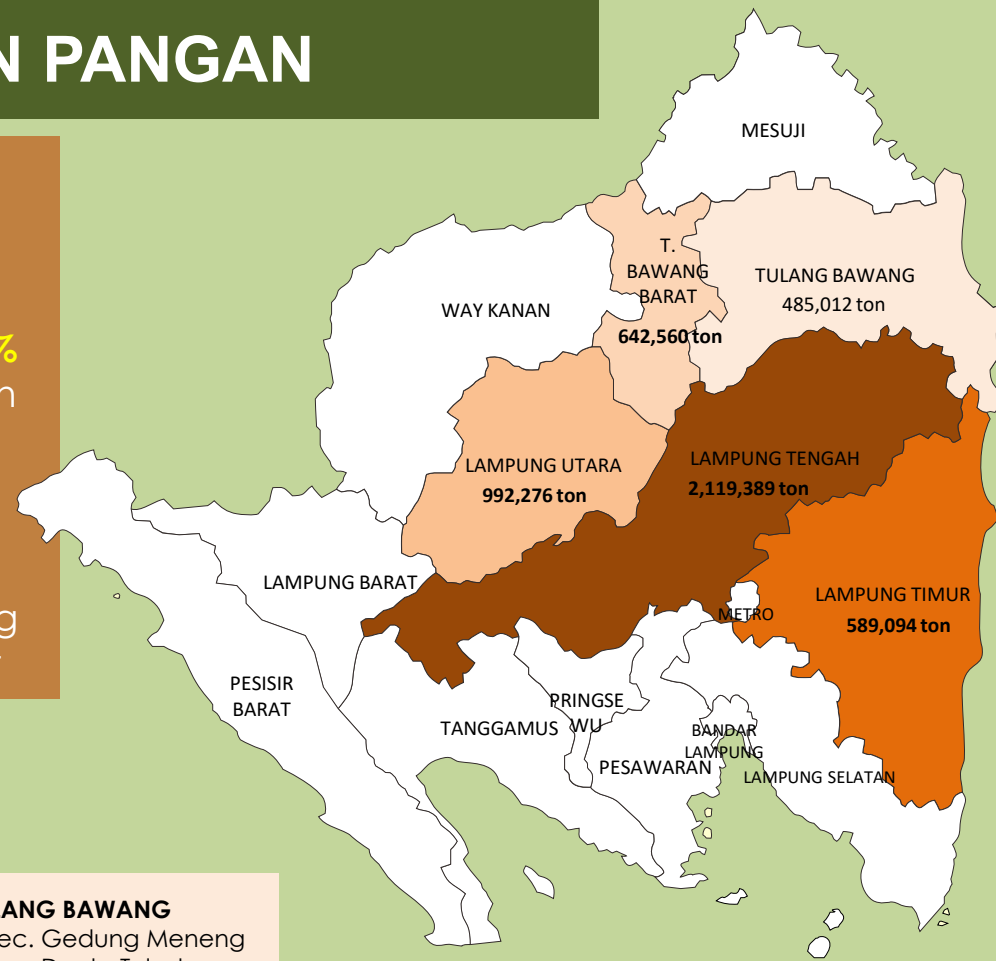 N PANGAN
MESUJI
T.
BAWANG
BARAT
642,560 ton
TULANG BAWANG
485,012 ton
WAY KANAN
%
n
LAMPUNG UTARA
992,276 ton
LAMPUNG TENGAH
2,119,389 ton
LAMPUNG BARAT
LAMPUNG TIMUR
589,094 ton
METRO
g
PESISIR
BARAT
TANGGAMUS
PRINGSE
WU
PESAWARAN
BANDAR
LAMPUNG
LAMPUNG SELATAN
LANG BAWANG
ec. Gedung Meneng